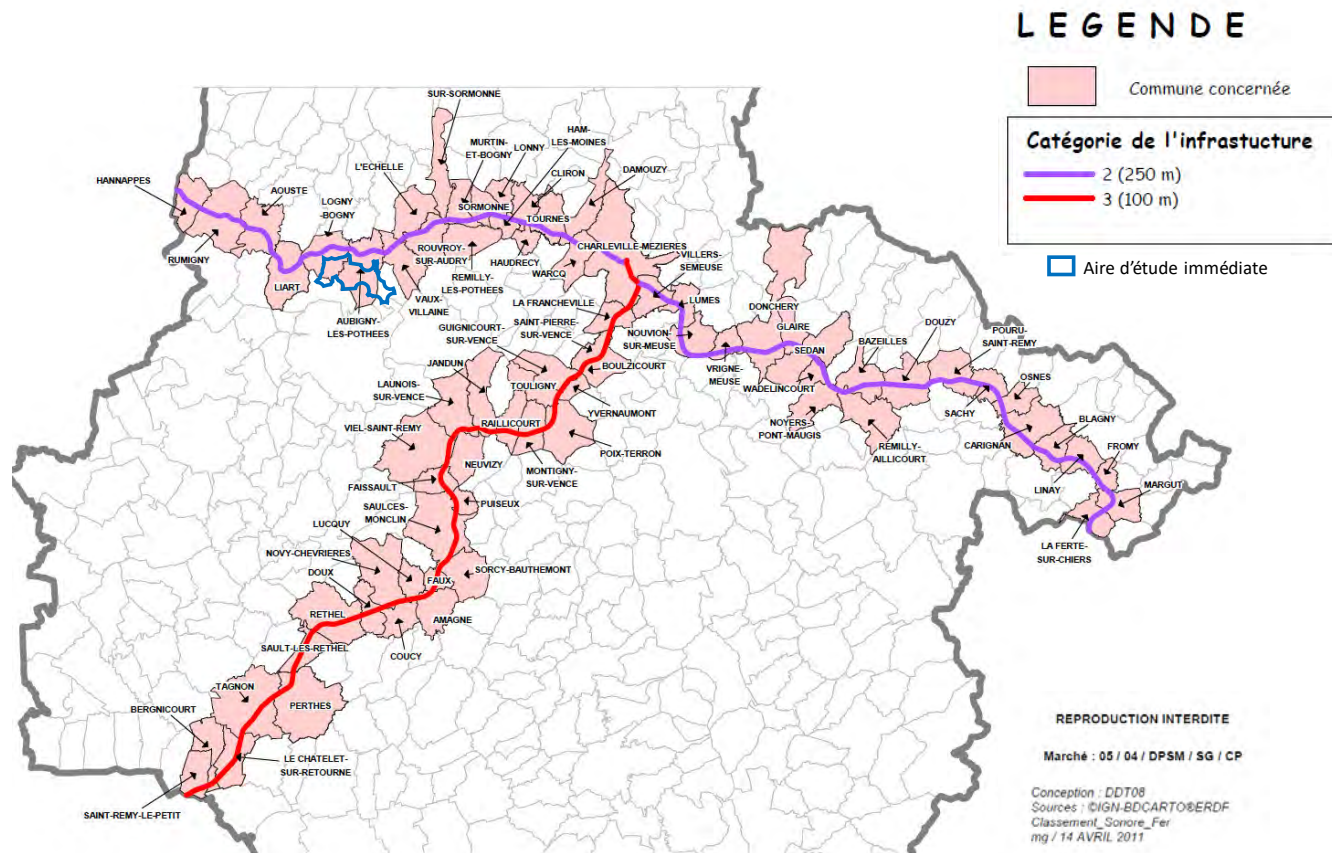 L E G E N D E
Commune concernée
Catégorie de l'infrastucture
2 (250 m)
3 (100 m)
Aire d'étude immédiate
SUR-SORMONNE
HAM-
LES-MOINES
MURTIN-
ET-BOGNY
LONNY
CLIRON
DAMOUZY
L'ECHELLE
HANNAPPES
AOUSTE
LOGNY
-BOGNY
SORMONNE
TOURNES
RUMIGNY
ROUVROY-
SUR-AUDRY
HAUDRECY
CHARLEVILLE-MEZIERES
VILLERS-
SEMEUSE
REMILLY-
LES-POTHEES
WARCQ
LIART
VAUX-
VILLAINE
AUBIGNY-
LES-POTHEES
LA FRANCHEVILLE
LUMES
GUIGNICOURT-
SUR-VENCE
SAINT-PIERRE-
SUR-VENCE
NOUVION-
SUR-MEUSE
DONCHERY
GLAIRE
DOUZY
POURU-
SAINT-REMY
JANDUN
BOULZICOURT
VRIGNE-
MEUSE
SEDAN
BAZEILLES
OSNES
LAUNOIS-
SUR-VENCE
TOULIGNY
WADELINCOURT
YVERNAUMONT
SACHY
BLAGNY
VIEL-SAINT-REMY
RAILLICOURT
NOYERS-
PONT-MAUGIS
REMILLY-
AILLICOURT
CARIGNAN
FROMY
POIX-TERRON
NEUVIZY
MONTIGNY-
SUR-VENCE
LINAY
MARGUT
FAISSAULT
PUISEUX
SAULCES-
MONCLIN
LUCQUY
LA FERTE-
SUR-CHIERS
NOVY-CHEVRIERES
DOUX
FAUX
SORCY-BAUTHEMONT
RETHEL
AMAGNE
SAULT-LES-RETHEL
COUCY
TAGNON
PERTHES
BERGNICOURT
LE CHATELET-
SUR-RETOURNE
SAINT-REMY-LE-PETIT
REPRODUCTION INTERDITE
Marché : 05 / 04 / DPSM / SG / CP
Conception : DDT08
Sources : ©IGN-BDCARTO®ERDF
Classement_Sonore_Fer
mg / 14 AVRIL 2011